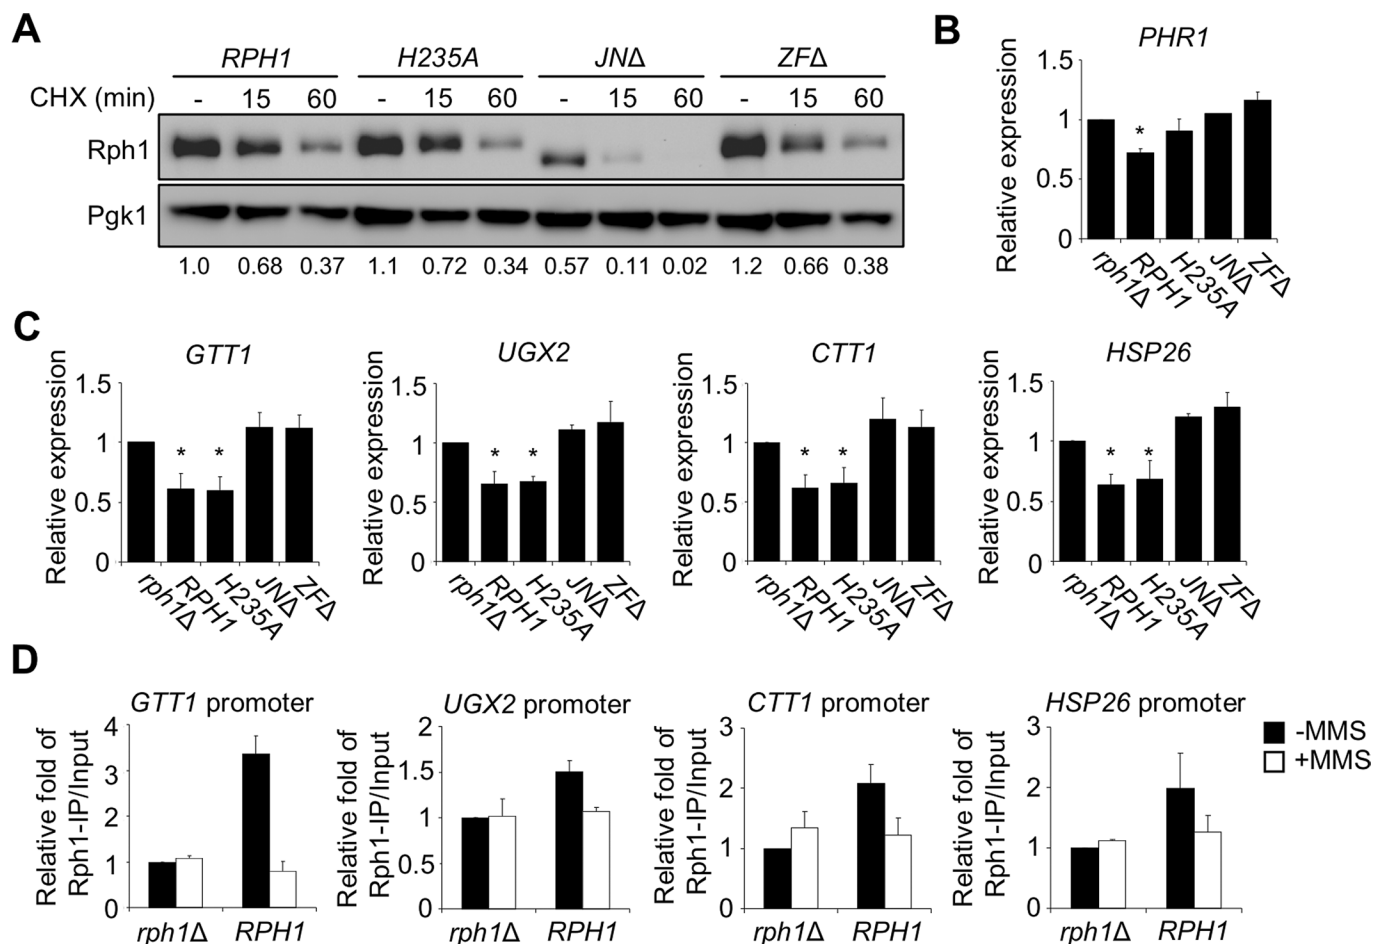 A
RPH1 H235A JNΔ ZFΔ
CHX (min) - 15 60 - 15 60 - 15 60 - 15 60
Rph1
Pgk1
1.0 0.68 0.37 1.1 0.72 0.34 0.57 0.11 0.02 1.2 0.66 0.38
B
PHR1
Relative expression
1.5
1
0.5
0
rph1Δ RPH1 H235A JNΔ ZFΔ
*
C
GTT1
Relative expression
1.5
1
0.5
0
* *
rph1Δ RPH1 H235A JNΔ ZFΔ
UGX2
Relative expression
1.5
1
0.5
0
* *
rph1Δ RPH1 H235A JNΔ ZFΔ
CTT1
Relative expression
1.5
1
0.5
0
* *
rph1Δ RPH1 H235A JNΔ ZFΔ
HSP26
Relative expression
1.5
1
0.5
0
* *
rph1Δ RPH1 H235A JNΔ ZFΔ
D
GTT1 promoter
Relative fold of
Rph1-IP/Input
4
3
2
1
0
rph1Δ RPH1
UGX2 promoter
Relative fold of
Rph1-IP/Input
2
1.5
1
0.5
0
rph1Δ RPH1
CTT1 promoter
Relative fold of
Rph1-IP/Input
3
2
1
0
rph1Δ RPH1
HSP26 promoter
Relative fold of
Rph1-IP/Input
3
2
1
0
rph1Δ RPH1
-MMS
+MMS